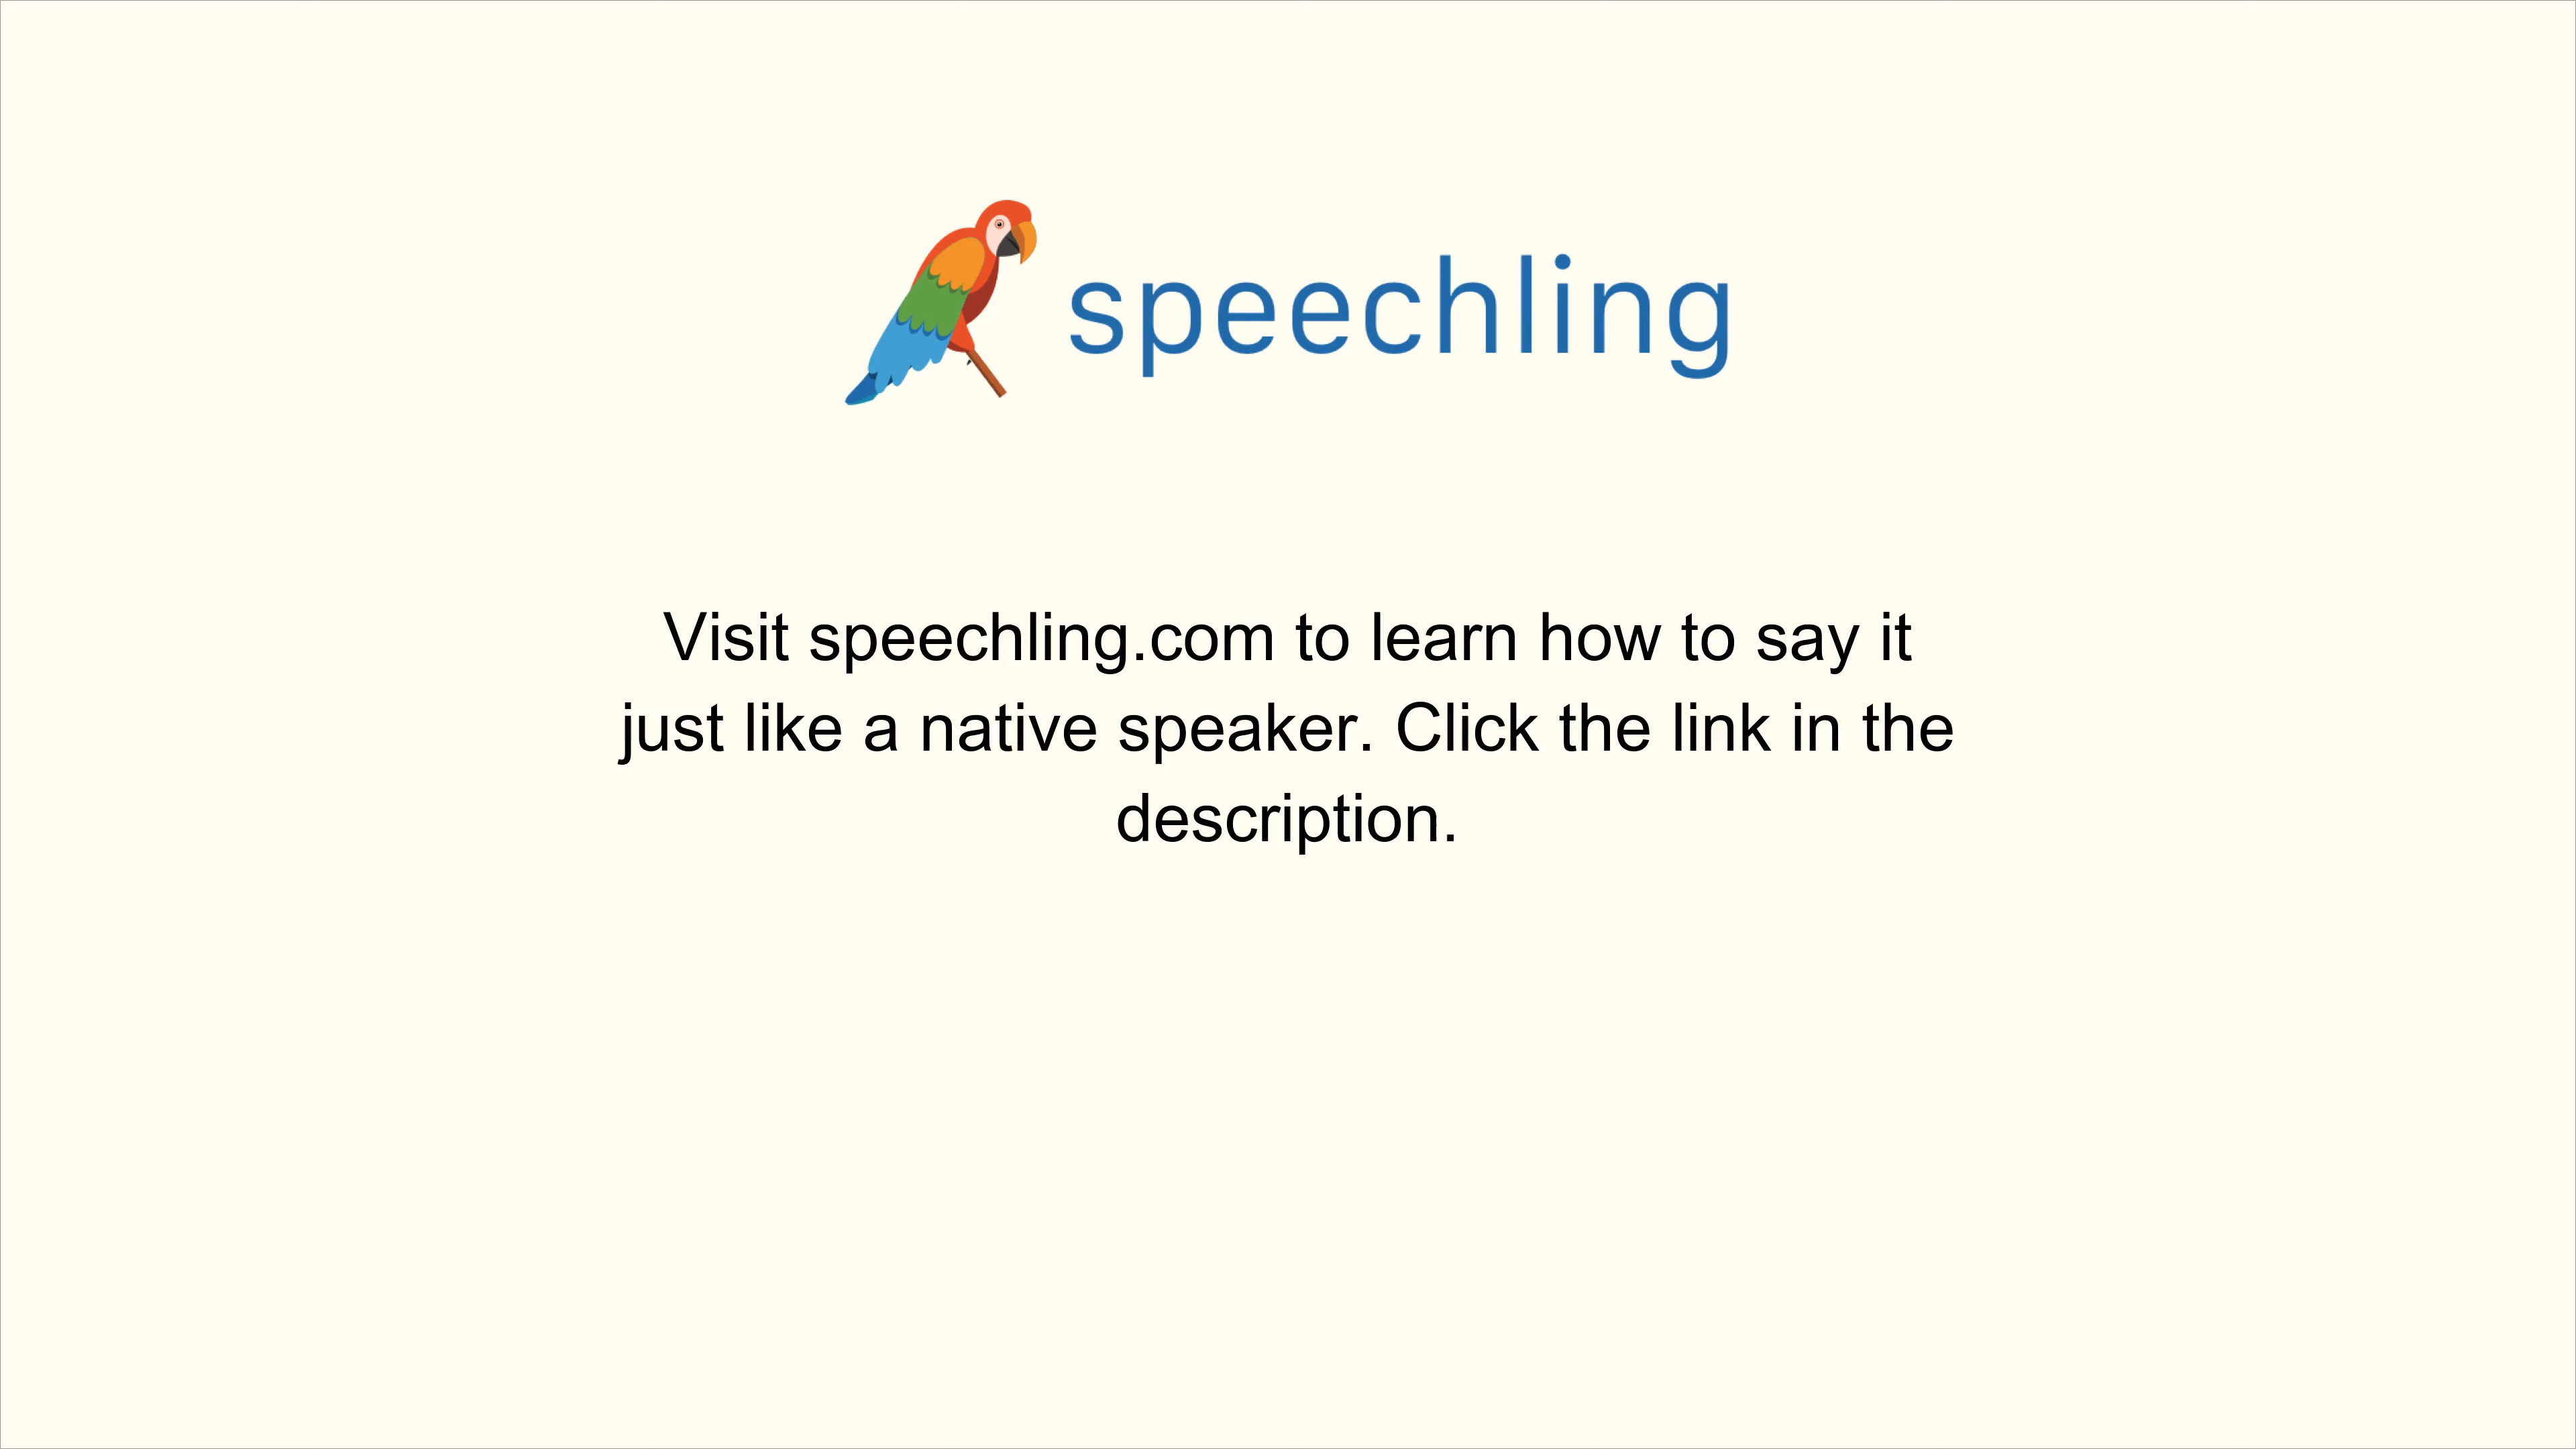 speechling
Visit speechling.com to learn how to say it
just like a native speaker. Click the link in the
description.